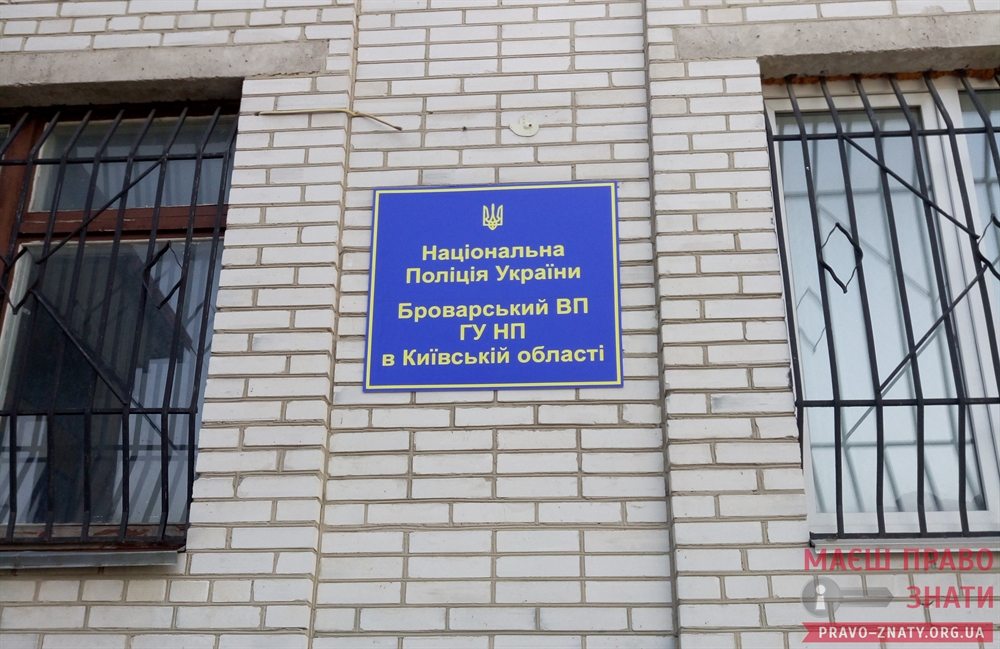 Національна
Поліція України
Броварський ВП
ГУ НП
в Київській області
МАЄШ ПРАВО
ЗНАТИ
PRAVO-ZNATY.ORG.UA